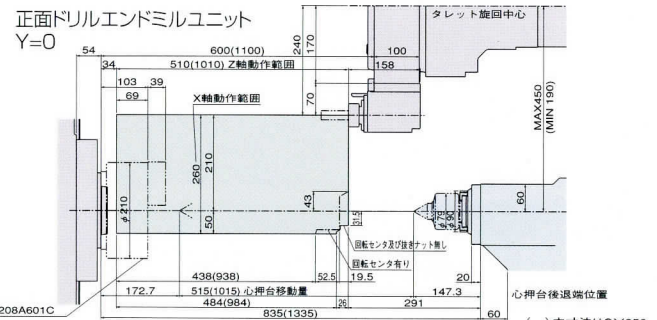 正面ドリルエンドミルユニット
Y=0
タレット旋回中心
54
600(1100)
240
170
100
34
510(1010) Z軸動作範囲
158
103
39
69
X軸動作範囲
70
MAX450
(MIN 190)
260
210
φ210
50
43
31.5
φ79
φ90
60
回転センタ及び抜きナット無し
回転センタ有り
438(938)
52.5
19.5
20
172.7
515(1015) 心押台移動量
147.3
心押台後退端位置
484(984)
26
291
208A601C
835(1335)
60